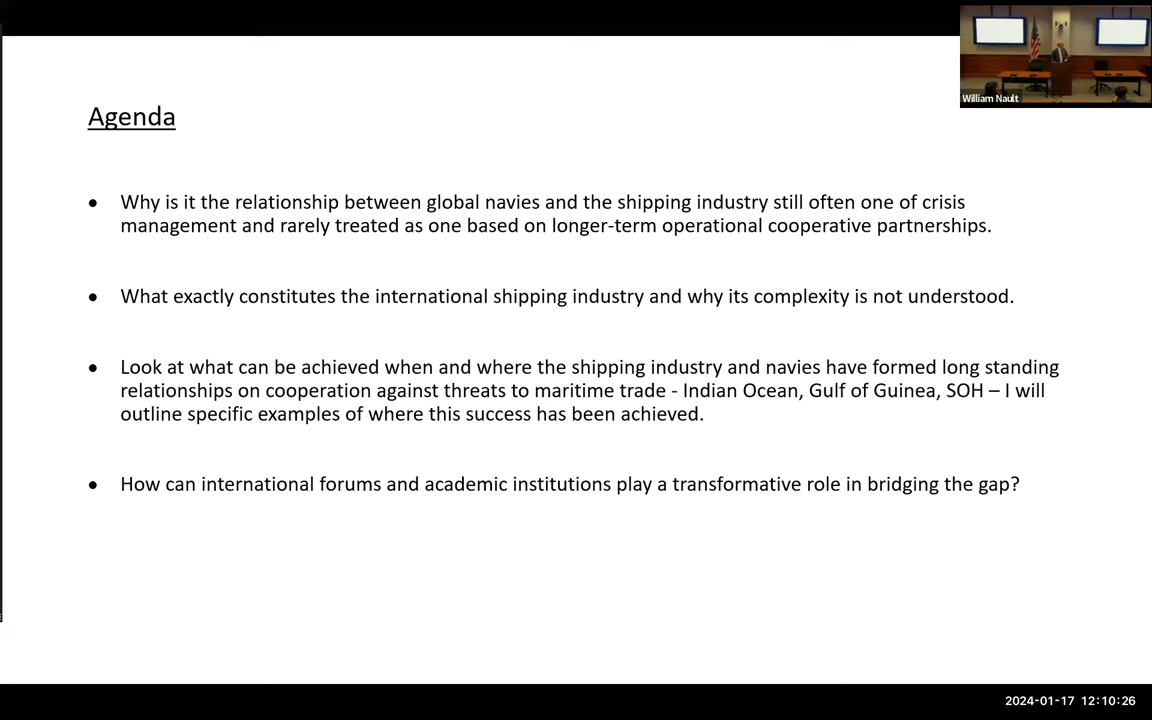 William Nault
Agenda
• Why is it the relationship between global navies and the shipping industry still often one of crisis
management and rarely treated as one based on longer-term operational cooperative partnerships.
• What exactly constitutes the international shipping industry and why its complexity is not understood.
• Look at what can be achieved when and where the shipping industry and navies have formed long standing
relationships on cooperation against threats to maritime trade - Indian Ocean, Gulf of Guinea, SOH – I will
outline specific examples of where this success has been achieved.
• How can international forums and academic institutions play a transformative role in bridging the gap?
2024-01-17 12:10:26